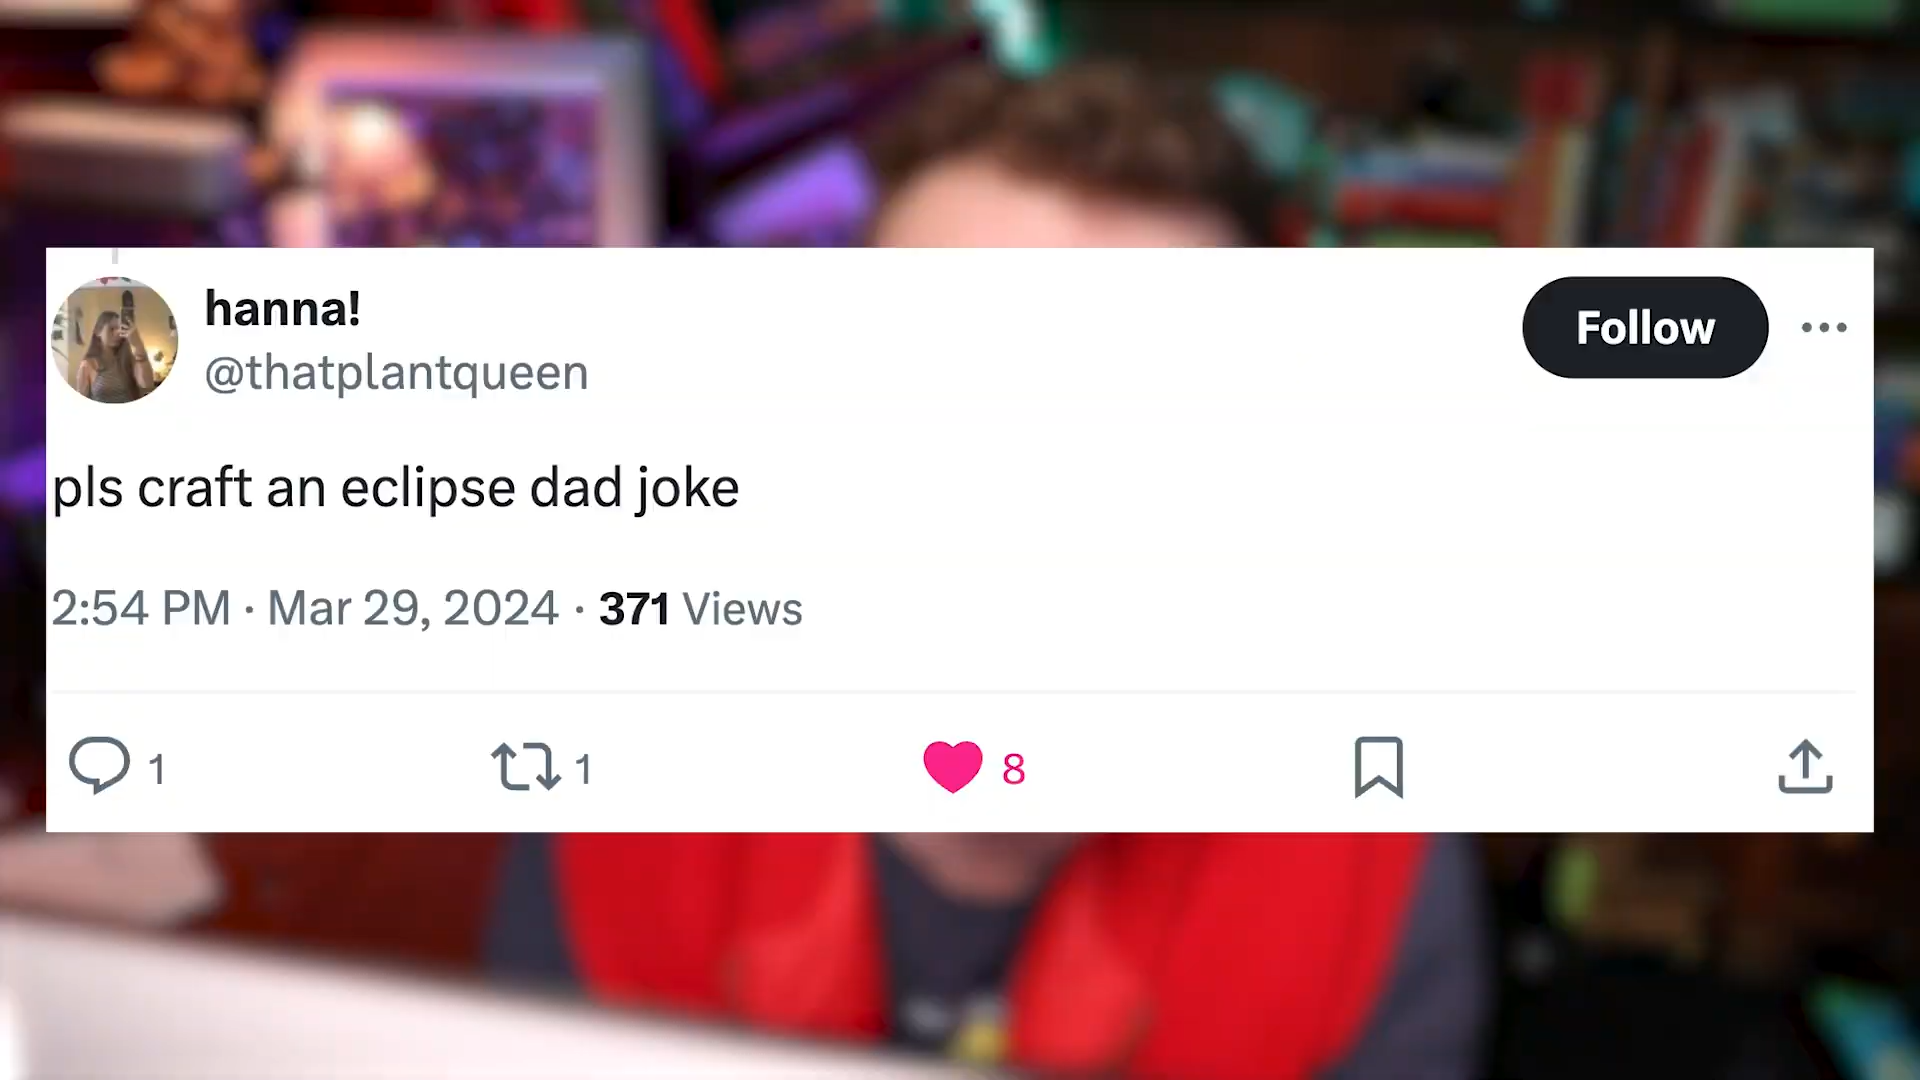 hanna!
@thatplantqueen
Follow
pls craft an eclipse dad joke
2:54 PM · Mar 29, 2024 · 371 Views
1
1
8